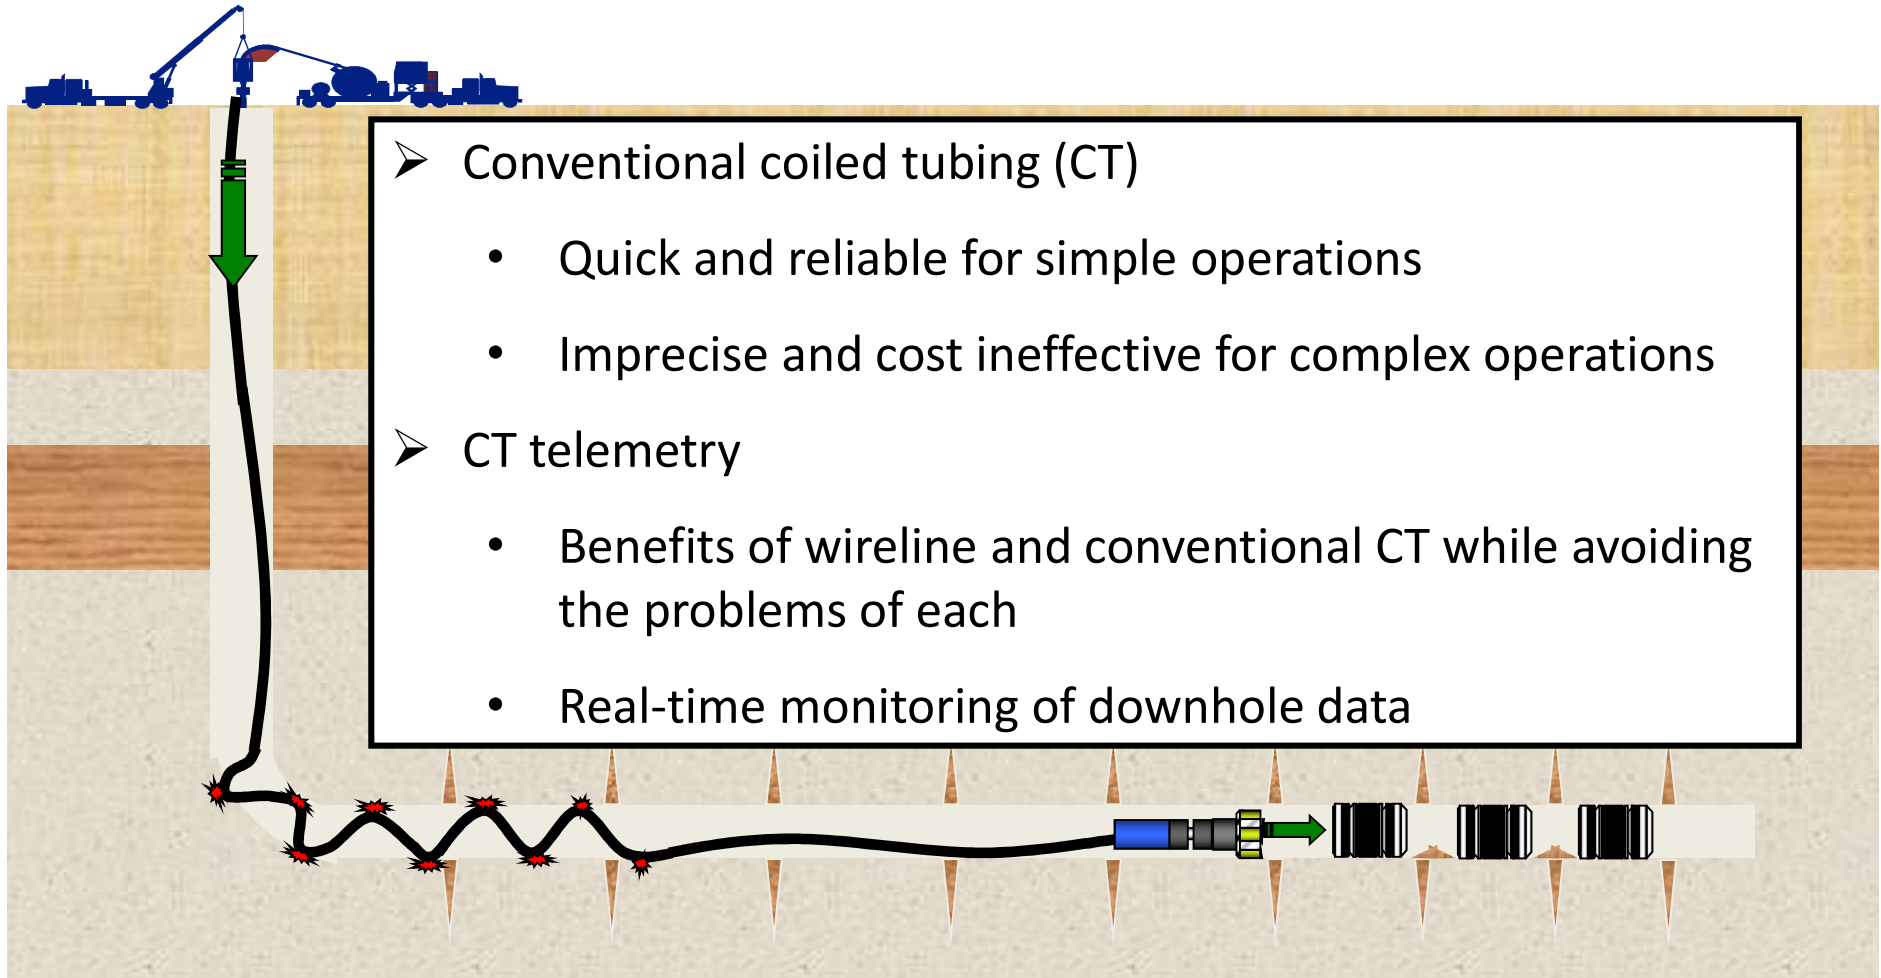 ➢ Conventional coiled tubing (CT)
• Quick and reliable for simple operations
• Imprecise and cost ineffective for complex operations
➢ CT telemetry
• Benefits of wireline and conventional CT while avoiding
the problems of each
• Real-time monitoring of downhole data